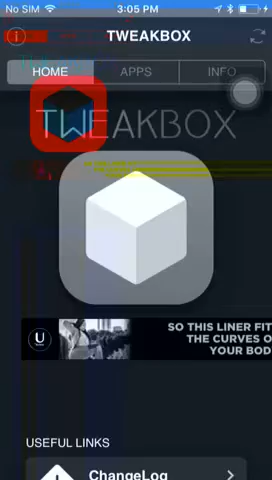 No SIM 3:05 PM
TWEAKBOX
HOME APPS INFO
TWEAKBOX
U
SO THIS LINER FIT
THE CURVES O
YOUR BOD
USEFUL LINKS
ChangeLog